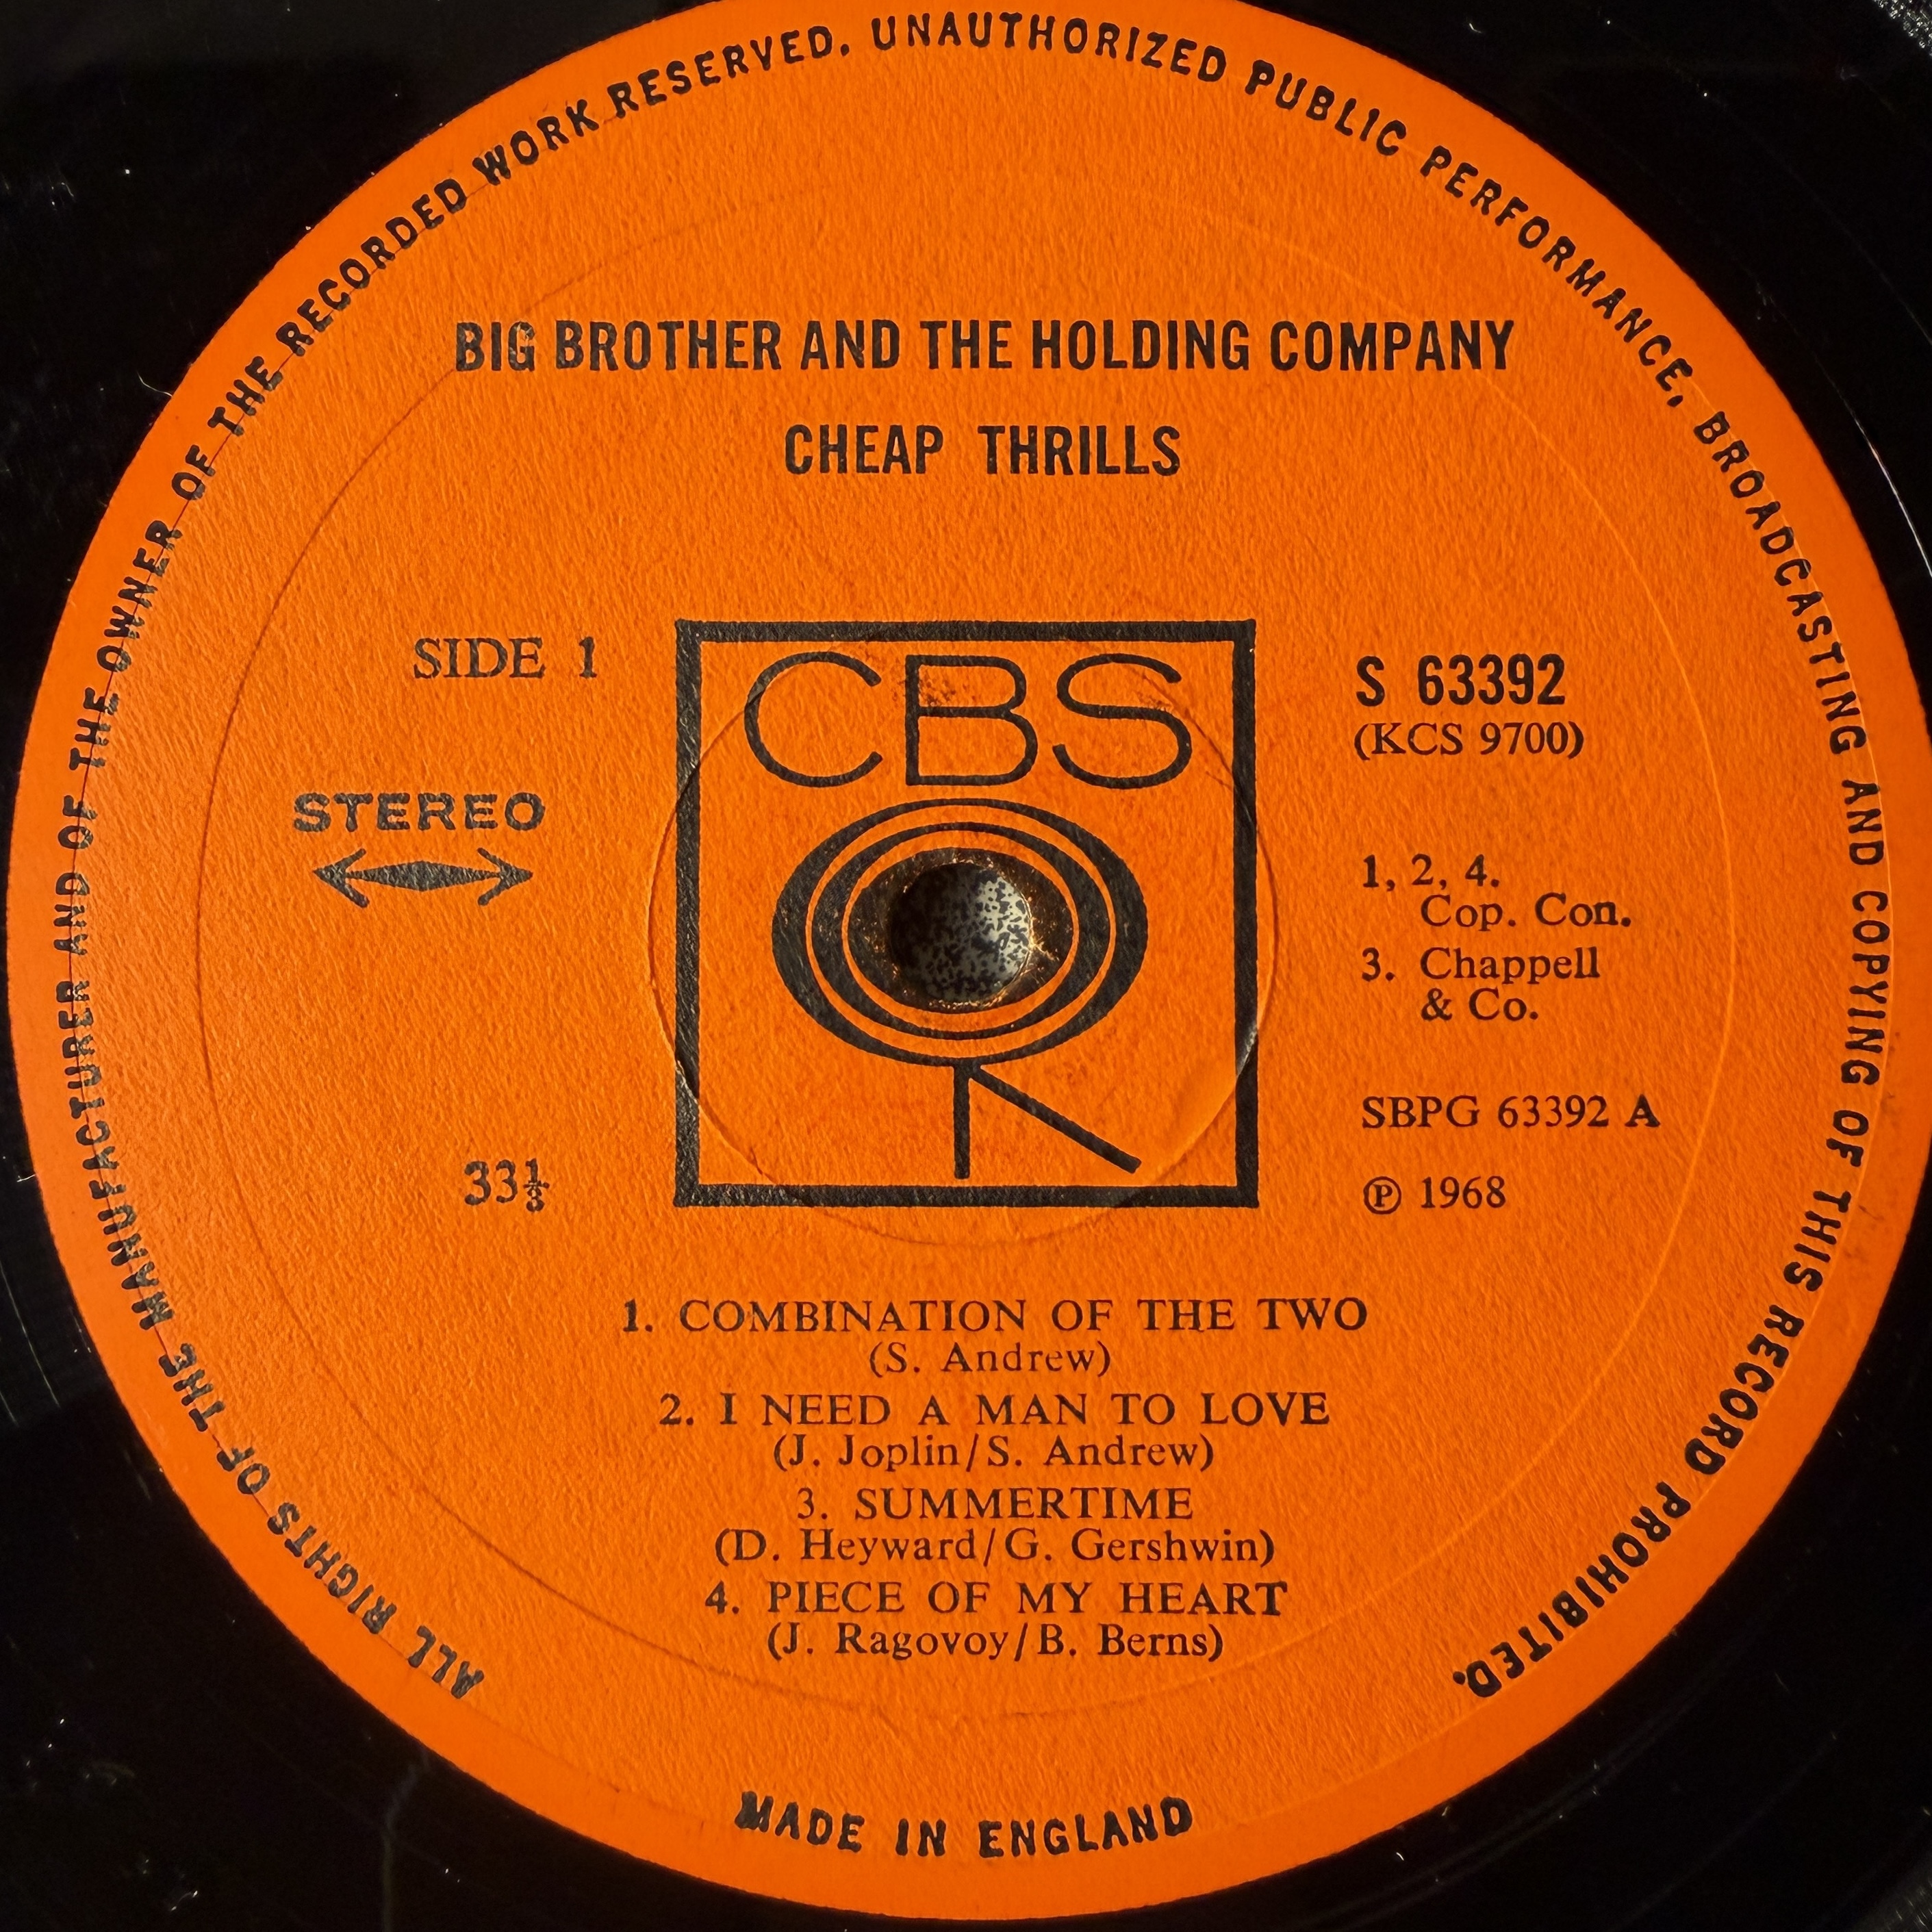 ALL RIGHTS OF THE MANUFACTURER AND OF THE OWNER OF THE RECORDED WORK RESERVED. UNAUTHORIZED PUBLIC PERFORMANCE, BROADCASTING AND COPYING OF THIS RECORD PROHIBITED.
BIG BROTHER AND THE HOLDING COMPANY
CHEAP THRILLS
SIDE 1
STEREO
33⅓
CBS
S 63392
(KCS 9700)
1, 2, 4.
Cop. Con.
3. Chappell
& Co.
SBPG 63392 A
℗ 1968
1. COMBINATION OF THE TWO
(S. Andrew)
2. I NEED A MAN TO LOVE
(J. Joplin/S. Andrew)
3. SUMMERTIME
(D. Heyward/G. Gershwin)
4. PIECE OF MY HEART
(J. Ragovoy/B. Berns)
MADE IN ENGLAND